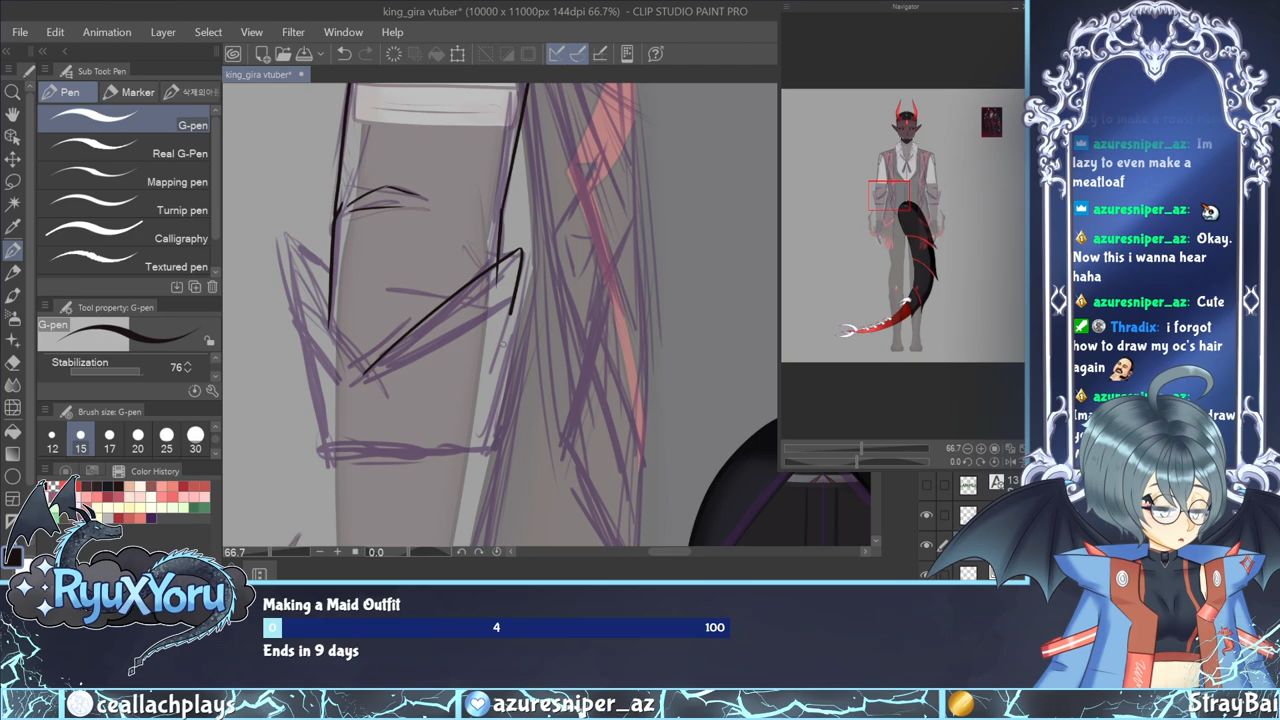 king_gira vtuber* (10000 x 11000px 144dpi 66.7%) - CLIP STUDIO PAINT PRO
File Edit Animation Layer Select View Filter Window Help
Sub Tool: Pen
king_gira vtuber*
Navigator
Pen Marker 삭제외
G-pen
Real G-Pen
Mapping pen
Turnip pen
Calligraphy
Textured pen
Tool property: G-pen
G-pen
Stabilization 76
Brush size: G-pen
12 15 17 20 25 30
Color History
66.7 0.0
66.7
0.0
13
azuresniper_az: Im
lazy to even make a
meatloaf
azuresniper_az:
azuresniper_az: Okay.
Now this i wanna hear
haha
azuresniper_az: Cute
Thradix: i forgot
how to draw my oc's hair
again
RyuXYoru
Making a Maid Outfit
0 4 100
Ends in 9 days
ceallachplays
azuresniper_az
StrayBal